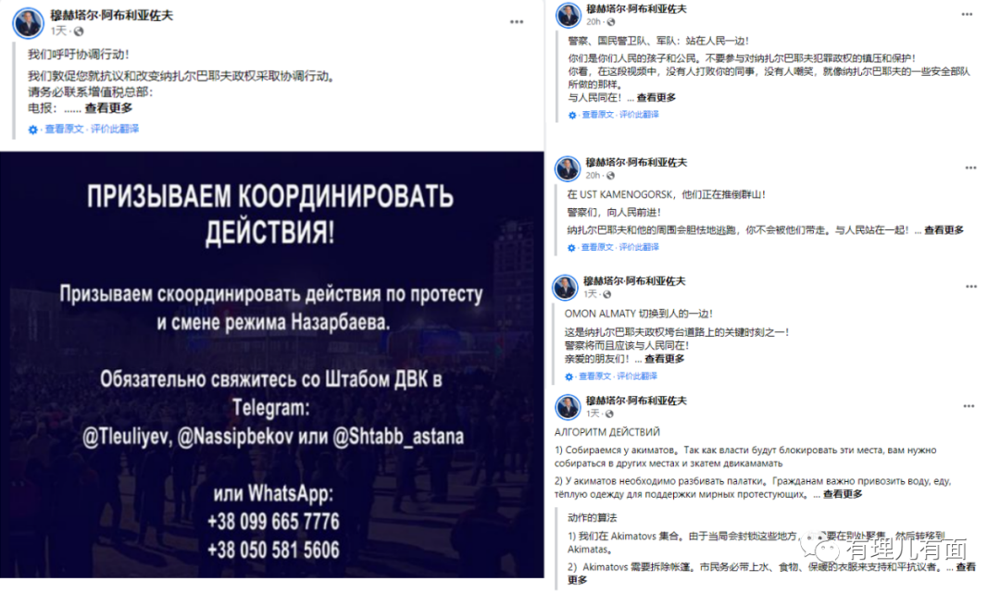 穆赫塔尔·阿布利亚佐夫
1天 ·
我们呼吁协调行动!
我们敦促您就抗议和改变纳扎尔巴耶夫政权采取协调行动。
请务必联系增值税总部:
电报: ...... 查看更多
· 查看原文 · 评价此翻译
ПРИЗЫВАЕМ КООРДИНИРОВАТЬ
ДЕЙСТВИЯ!
Призываем скоординировать действия по протесту
и смене режима Назарбаева.
Обязательно свяжитесь со Штабом ДВК в
Telegram:
@Tleuliyev, @Nassipbekov или @Shtabb_astana
или WhatsApp:
+38 099 665 7776
+38 050 581 5606
穆赫塔尔·阿布利亚佐夫
20h ·
警察、国民警卫队、军队: 站在人民一边!
你们是你们人民的孩子和公民。不要参与对纳扎尔巴耶夫犯罪政权的镇压和保护!
你看,在这段视频中,没有人打败你的同事,没有人嘲笑,就像纳扎尔巴耶夫的一些安全部队
所做的那样。
与人民同在! ... 查看更多
· 查看原文 · 评价此翻译
穆赫塔尔·阿布利亚佐夫
20h ·
在 UST KAMENOGORSK,他们正在推倒群山!
警察们,向人民前进!
纳扎尔巴耶夫和他的周围会胆怯地逃跑,你不会被他们带走。与人民站在一起! ... 查看更多
· 查看原文 · 评价此翻译
穆赫塔尔·阿布利亚佐夫
1天 ·
OMON ALMATY 切换到人的一边!
这是纳扎尔巴耶夫政权垮台道路上的关键时刻之一!
警察将而且应该与人民同在!
亲爱的朋友们! ... 查看更多
· 查看原文 · 评价此翻译
穆赫塔尔·阿布利亚佐夫
1天 ·
АЛГОРИТМ ДЕЙСТВИЙ
1) Собираемся у акиматов. Так как власти будут блокировать эти места, вам нужно
собираться в других местах и зкатем двикамамать
2) У акиматов необходимо разбивать палатки. Гражданам важно привозить воду, еду,
тёплую одежду для поддержки мирных протестующих. ... 查看更多
动作的算法
1) 我们在 Akimatovs 集合。由于当局会封锁这些地方, 要在别处聚集,然后转移到
Akimatas。
2) Akimatovs 需要拆除帐篷。市民务必带上水、食物、保暖的衣服来支持和平抗议者。 ... 查看
更多
有理儿有面